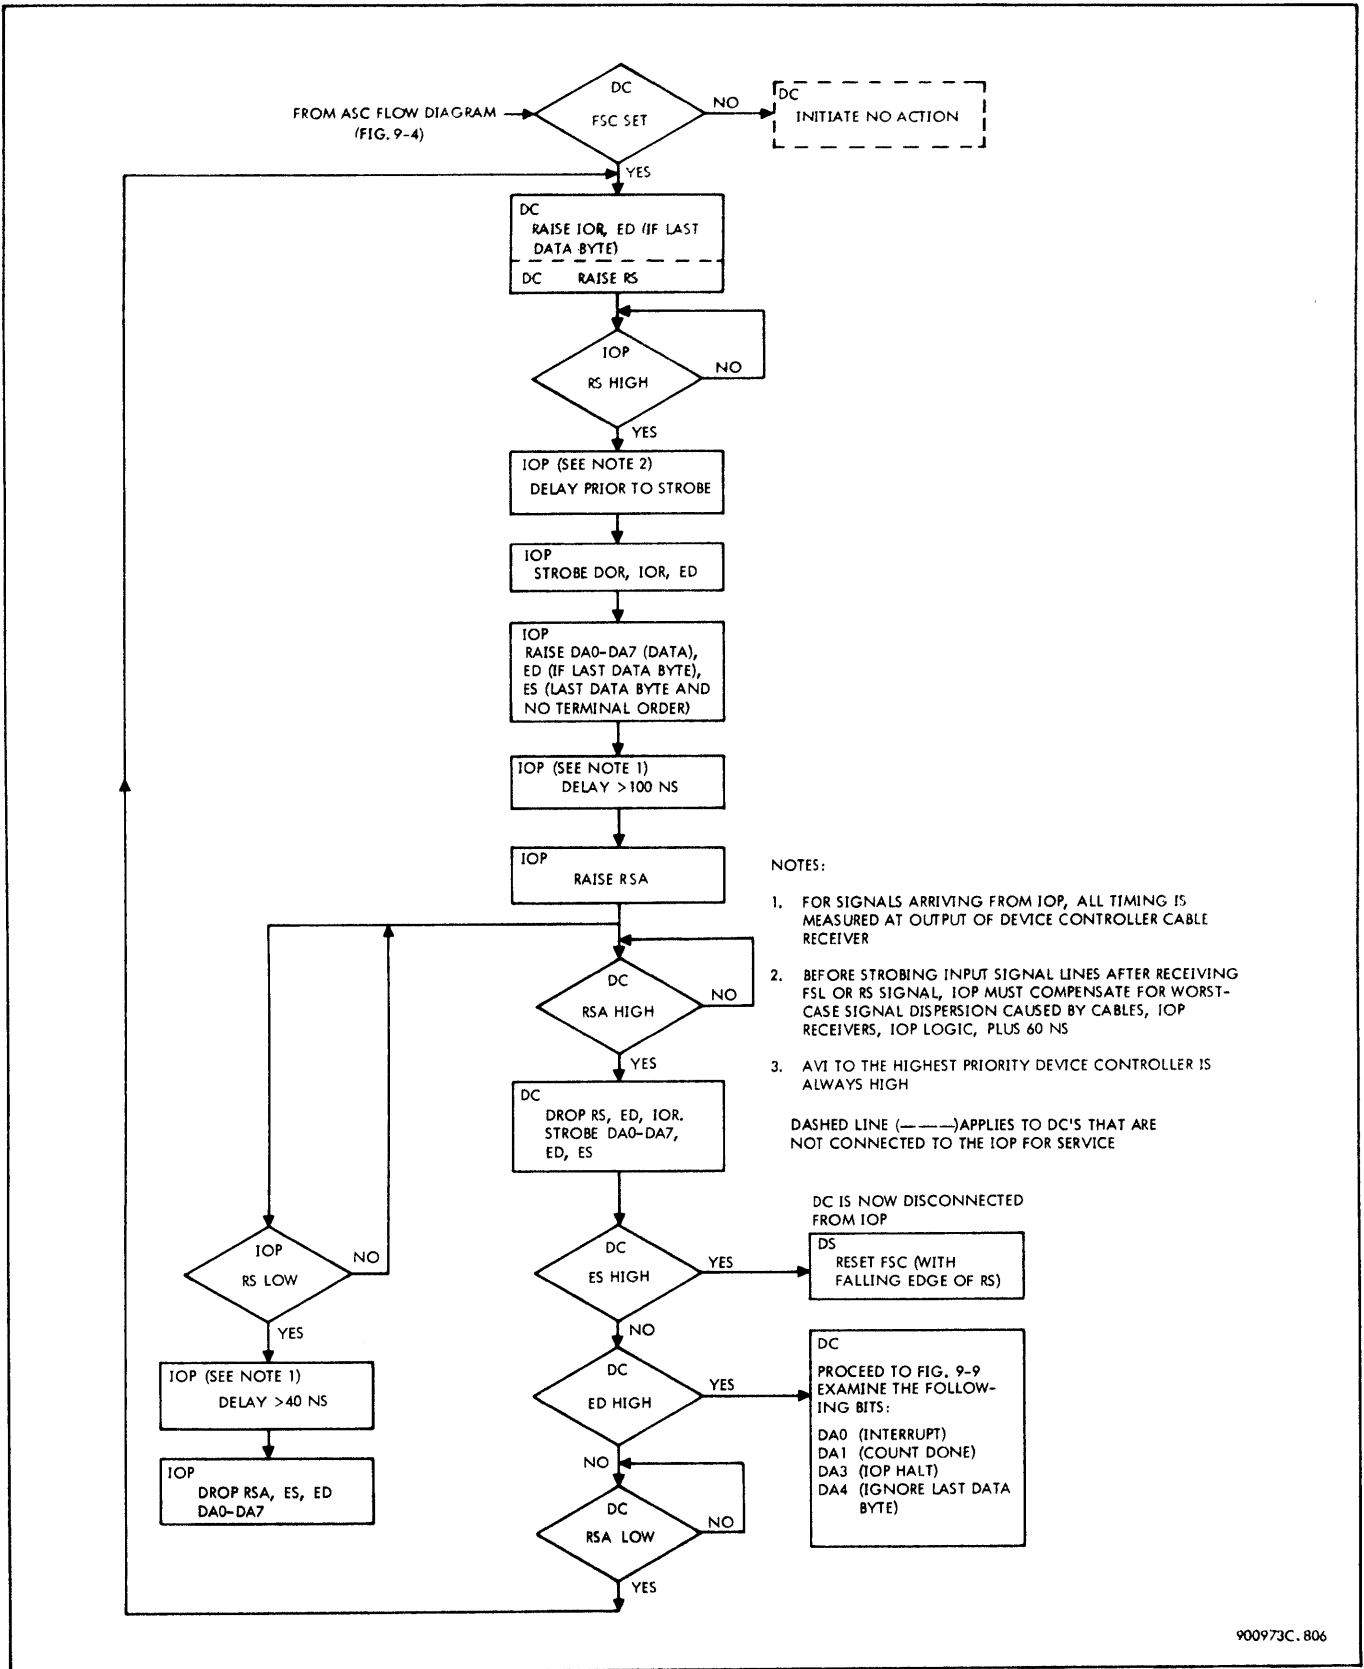 DC
FSC SET
FROM ASC FLOW DIAGRAM
(FIG. 9-4)
NO
DC
INITIATE NO ACTION
YES
DC
RAISE IOR, ED (IF LAST
DATA BYTE)
DC RAISE RS
IOP
RS HIGH
NO
YES
IOP (SEE NOTE 2)
DELAY PRIOR TO STROBE
IOP
STROBE DOR, IOR, ED
IOP
RAISE DA0-DA7 (DATA),
ED (IF LAST DATA BYTE),
ES (LAST DATA BYTE AND
NO TERMINAL ORDER)
IOP (SEE NOTE 1)
DELAY >100 NS
IOP
RAISE RSA
DC
RSA HIGH
NO
YES
DC
DROP RS, ED, IOR.
STROBE DA0-DA7,
ED, ES
NOTES:
1. FOR SIGNALS ARRIVING FROM IOP, ALL TIMING IS
MEASURED AT OUTPUT OF DEVICE CONTROLLER CABLE
RECEIVER
2. BEFORE STROBING INPUT SIGNAL LINES AFTER RECEIVING
FSL OR RS SIGNAL, IOP MUST COMPENSATE FOR WORST-
CASE SIGNAL DISPERSION CAUSED BY CABLES, IOP
RECEIVERS, IOP LOGIC, PLUS 60 NS
3. AVI TO THE HIGHEST PRIORITY DEVICE CONTROLLER IS
ALWAYS HIGH
DASHED LINE (— — —) APPLIES TO DC'S THAT ARE
NOT CONNECTED TO THE IOP FOR SERVICE
IOP
RS LOW
NO
YES
IOP (SEE NOTE 1)
DELAY >40 NS
IOP
DROP RSA, ES, ED
DA0-DA7
DC
ES HIGH
YES
NO
DC IS NOW DISCONNECTED
FROM IOP
DS
RESET FSC (WITH
FALLING EDGE OF RS)
DC
ED HIGH
YES
NO
DC
PROCEED TO FIG. 9-9
EXAMINE THE FOLLOW-
ING BITS:
DA0 (INTERRUPT)
DA1 (COUNT DONE)
DA3 (IOP HALT)
DA4 (IGNORE LAST DATA
BYTE)
DC
RSA LOW
NO
YES
900973C.806